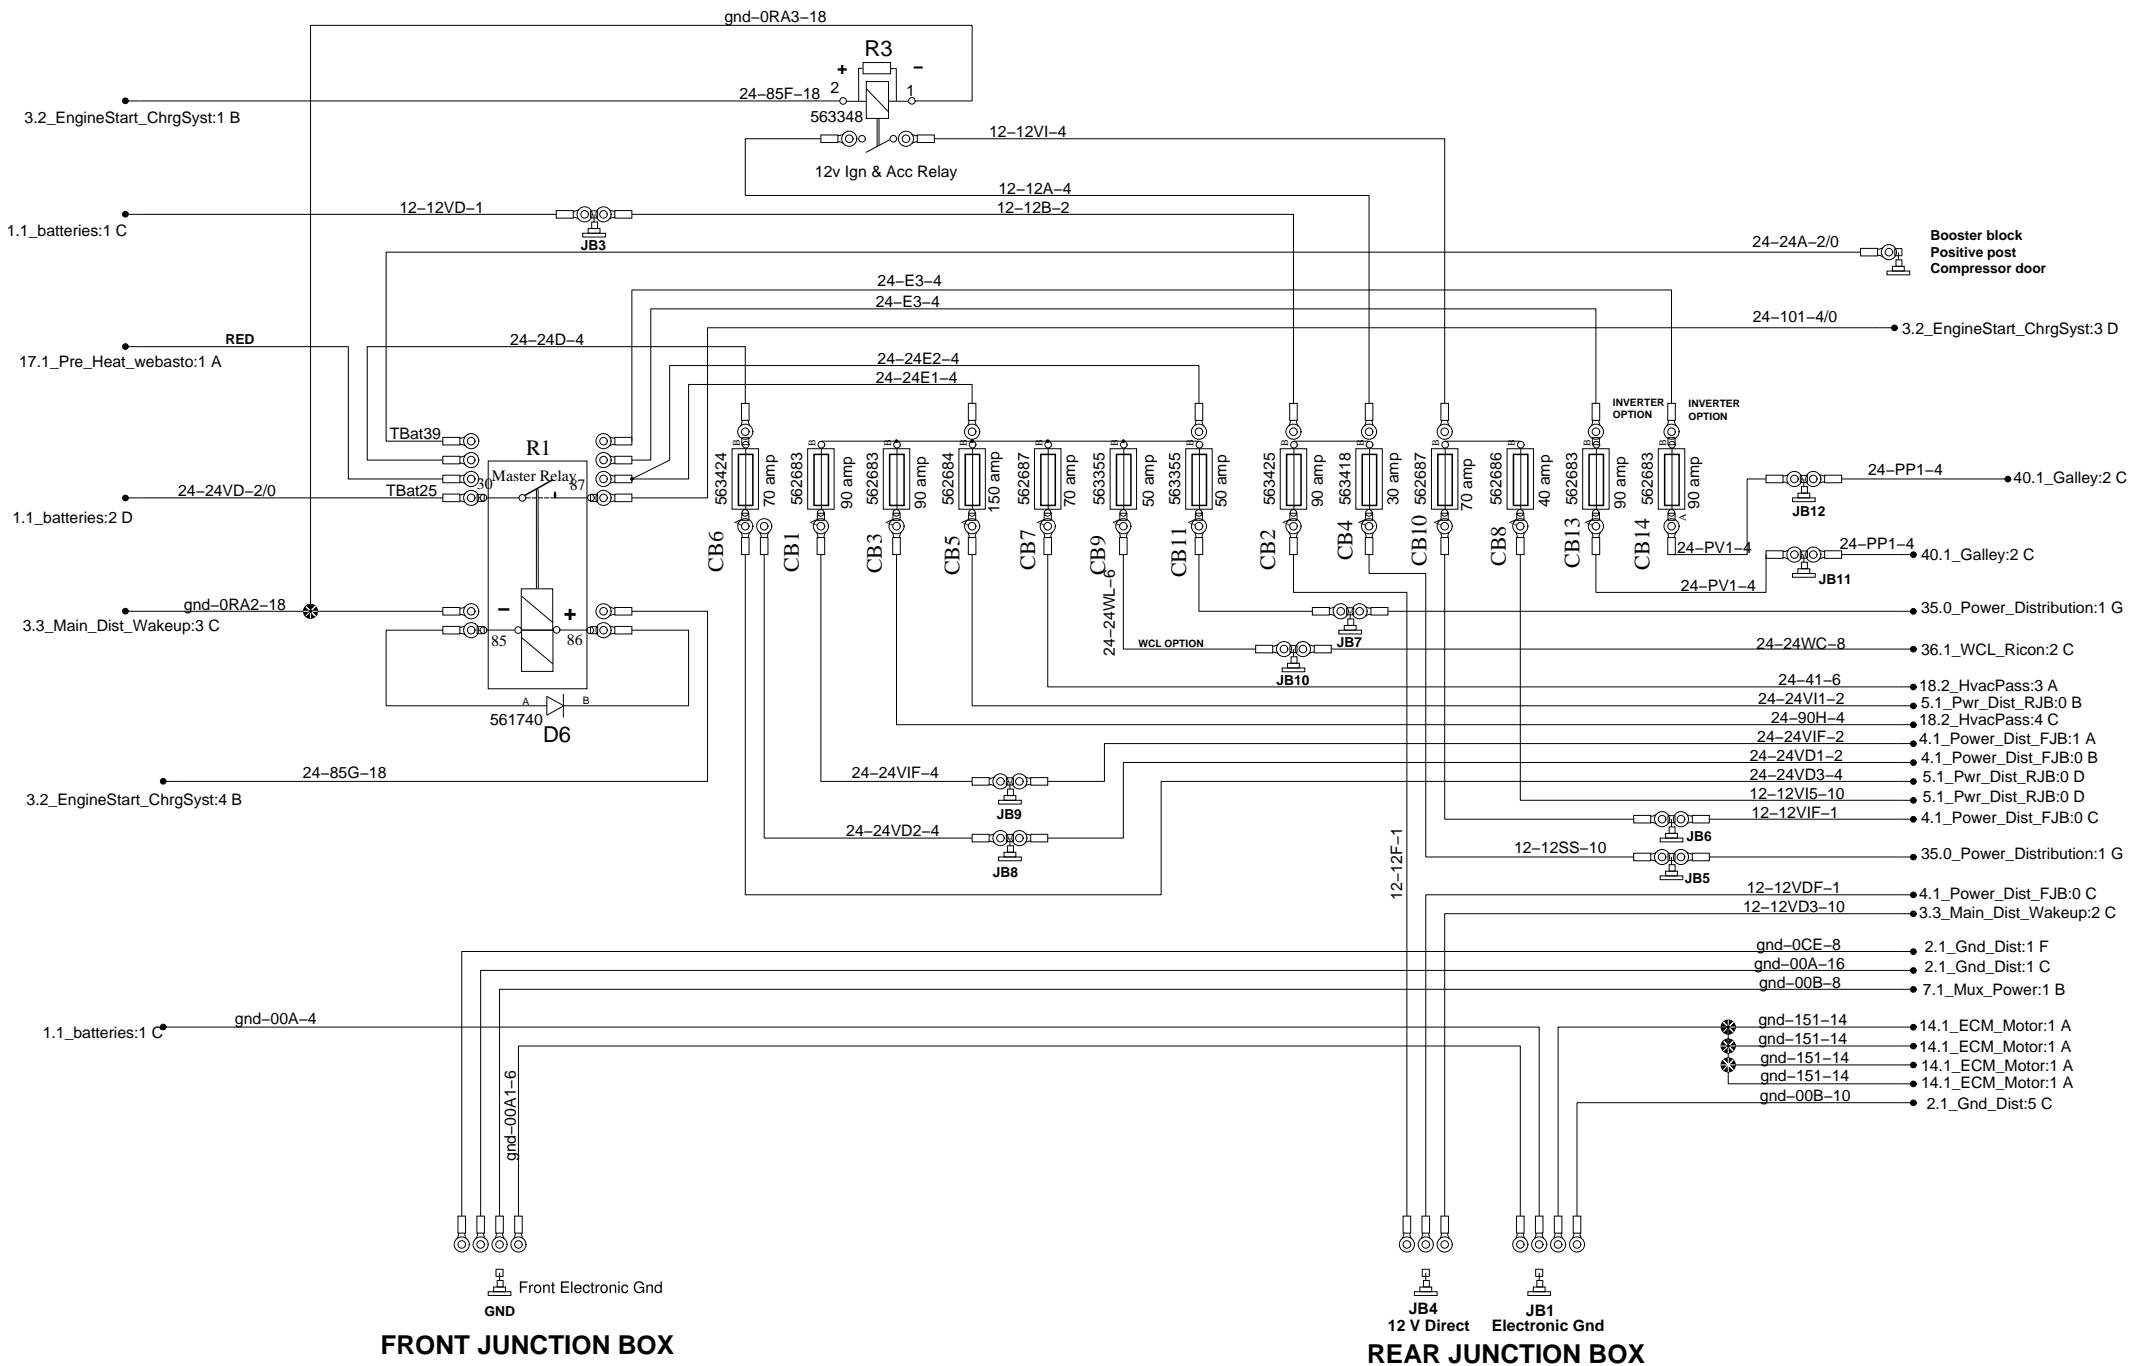 gnd-0RA3-18
R3
+ -
24-85F-18 2 1
3.2_EngineStart_ChrgSyst:1 B
563348
12-12VI-4
12v Ign & Acc Relay
12-12A-4
12-12VD-1
12-12B-2
1.1_batteries:1 C
JB3
24-24A-2/0
Booster block
Positive post
Compressor door
24-E3-4
24-E3-4
24-101-4/0
3.2_EngineStart_ChrgSyst:3 D
RED
24-24D-4
17.1_Pre_Heat_webasto:1 A
24-24E2-4
24-24E1-4
INVERTER
OPTION
INVERTER
OPTION
TBat39
R1
Master Relay
30
87
TBat25
24-24VD-2/0
1.1_batteries:2 D
B
563424
70 amp
A
CB6
B
562683
90 amp
A
CB1
B
562683
90 amp
A
CB3
B
562684
150 amp
A
CB5
B
562687
70 amp
A
CB7
B
563355
50 amp
A
CB9
B
563355
50 amp
A
CB11
B
563425
90 amp
A
CB2
B
563418
30 amp
A
CB4
B
562687
70 amp
A
CB10
B
562686
40 amp
A
CB8
B
562683
90 amp
A
CB13
B
562683
90 amp
A
CB14
24-PP1-4
40.1_Galley:2 C
JB12
24-PV1-4
24-PP1-4
40.1_Galley:2 C
JB11
24-PV1-4
gnd-0RA2-18
3.3_Main_Dist_Wakeup:3 C
- +
85
86
A
B
561740
D6
24-24WL-6
JB7
35.0_Power_Distribution:1 G
WCL OPTION
JB10
24-24WC-8
36.1_WCL_Ricon:2 C
24-41-6
18.2_HvacPass:3 A
24-24VI1-2
5.1_Pwr_Dist_RJB:0 B
24-90H-4
18.2_HvacPass:4 C
24-24VIF-2
4.1_Power_Dist_FJB:1 A
24-24VD1-2
4.1_Power_Dist_FJB:0 B
24-85G-18
3.2_EngineStart_ChrgSyst:4 B
24-24VIF-4
JB9
24-24VD3-4
5.1_Pwr_Dist_RJB:0 D
12-12VI5-10
5.1_Pwr_Dist_RJB:0 D
12-12VIF-1
4.1_Power_Dist_FJB:0 C
JB6
24-24VD2-4
JB8
12-12SS-10
35.0_Power_Distribution:1 G
JB5
12-12F-1
12-12VDF-1
4.1_Power_Dist_FJB:0 C
12-12VD3-10
3.3_Main_Dist_Wakeup:2 C
gnd-0CE-8
2.1_Gnd_Dist:1 F
gnd-00A-16
2.1_Gnd_Dist:1 C
gnd-00B-8
7.1_Mux_Power:1 B
gnd-00A-4
1.1_batteries:1 C
gnd-151-14
14.1_ECM_Motor:1 A
gnd-151-14
14.1_ECM_Motor:1 A
gnd-151-14
14.1_ECM_Motor:1 A
gnd-151-14
14.1_ECM_Motor:1 A
gnd-00B-10
2.1_Gnd_Dist:5 C
gnd-00A1-6
Front Electronic Gnd
GND
JB4
12 V Direct
JB1
Electronic Gnd
FRONT JUNCTION BOX
REAR JUNCTION BOX